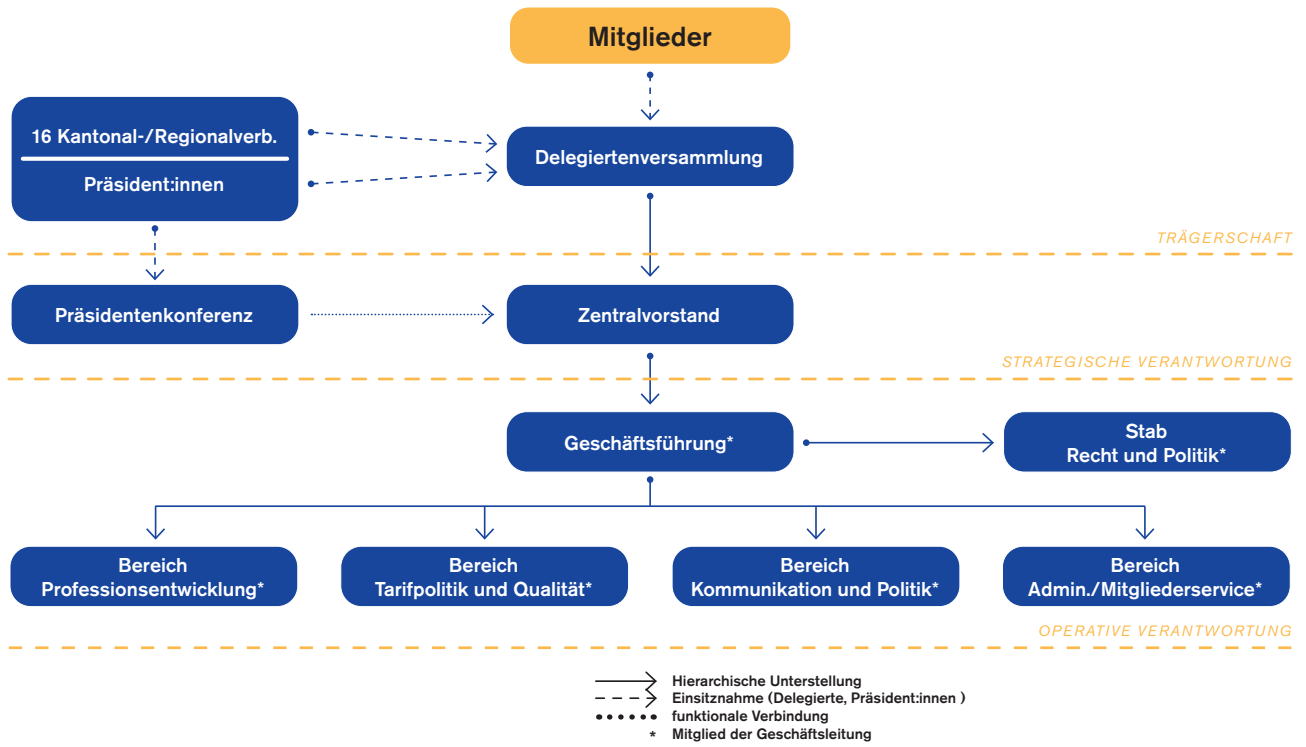 Mitglieder
16 Kantonal-/Regionalverb.
Präsident:innen
Delegiertenversammlung
TRÄGERSCHAFT
Präsidentenkonferenz
Zentralvorstand
STRATEGISCHE VERANTWORTUNG
Geschäftsführung*
Stab
Recht und Politik*
Bereich
Professionsentwicklung*
Bereich
Tarifpolitik und Qualität*
Bereich
Kommunikation und Politik*
Bereich
Admin./Mitgliederservice*
OPERATIVE VERANTWORTUNG
Hierarchische Unterstellung
Einsitznahme (Delegierte, Präsident:innen )
funktionale Verbindung
* Mitglied der Geschäftsleitung